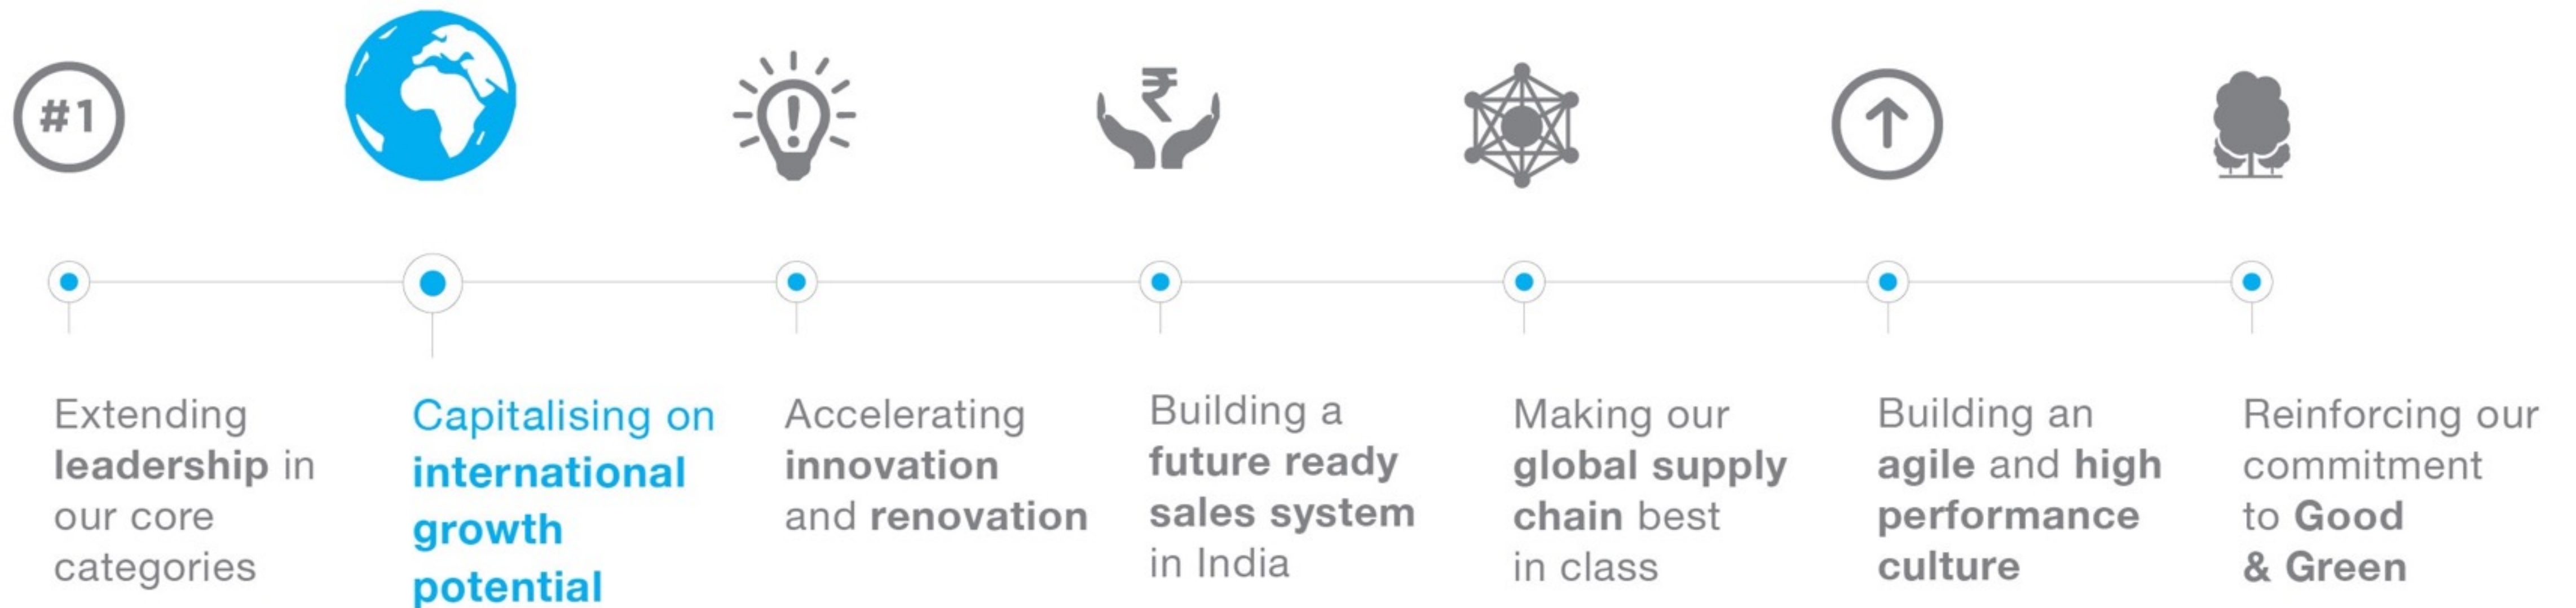 #1
₹
Extending
leadership in
our core
categories
Capitalising on
international
growth
potential
Accelerating
innovation
and renovation
Building a
future ready
sales system
in India
Making our
global supply
chain best
in class
Building an
agile and high
performance
culture
Reinforcing our
commitment
to Good
& Green